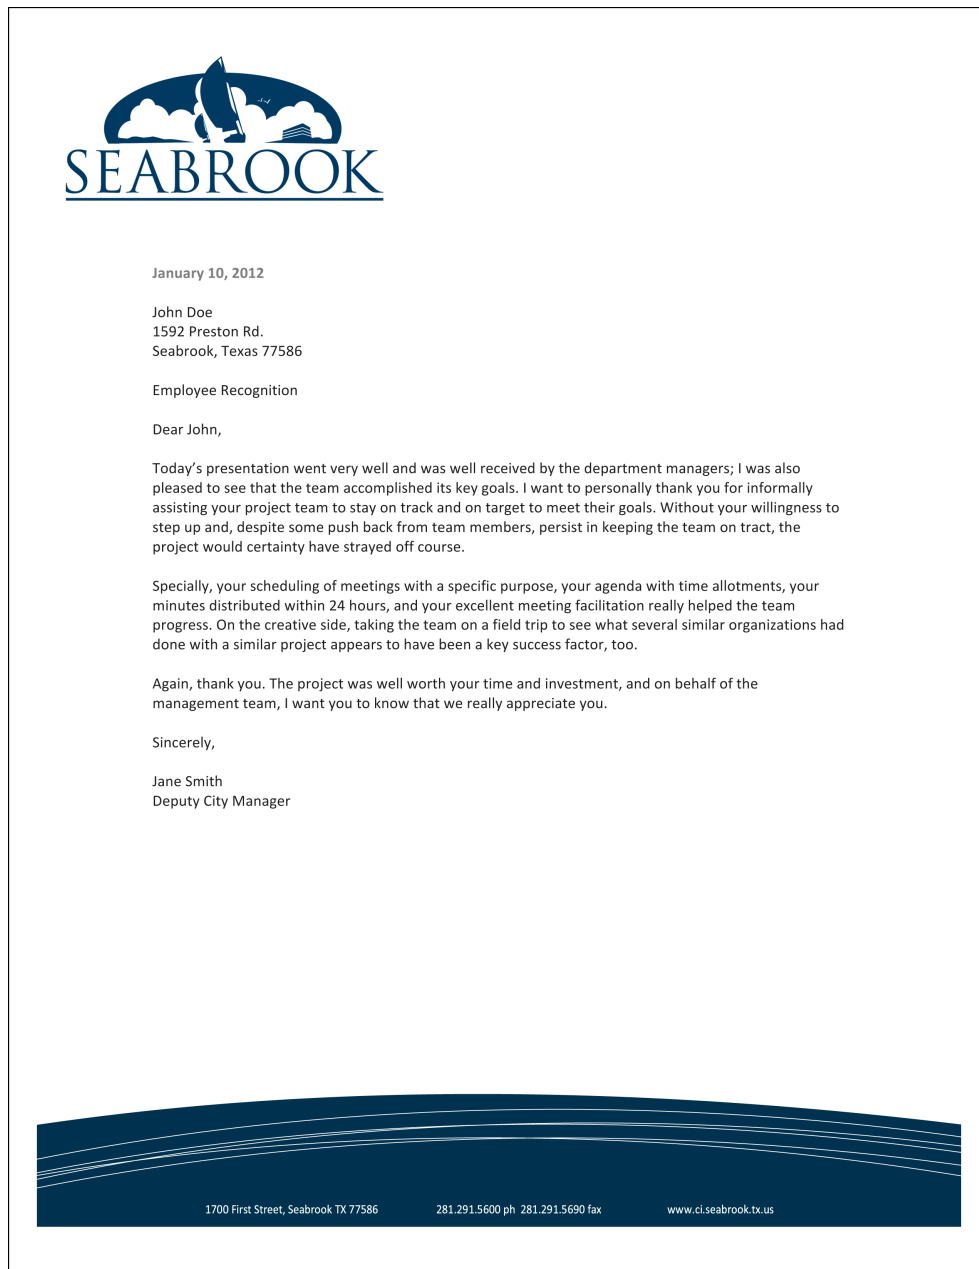 SEABROOK
January 10, 2012
John Doe
1592 Preston Rd.
Seabrook, Texas 77586
Employee Recognition
Dear John,
Today’s presentation went very well and was well received by the department managers; I was also
pleased to see that the team accomplished its key goals. I want to personally thank you for informally
assisting your project team to stay on track and on target to meet their goals. Without your willingness to
step up and, despite some push back from team members, persist in keeping the team on tract, the
project would certainty have strayed off course.
Specially, your scheduling of meetings with a specific purpose, your agenda with time allotments, your
minutes distributed within 24 hours, and your excellent meeting facilitation really helped the team
progress. On the creative side, taking the team on a field trip to see what several similar organizations had
done with a similar project appears to have been a key success factor, too.
Again, thank you. The project was well worth your time and investment, and on behalf of the
management team, I want you to know that we really appreciate you.
Sincerely,
Jane Smith
Deputy City Manager
1700 First Street, Seabrook TX 77586 281.291.5600 ph 281.291.5690 fax www.ci.seabrook.tx.us